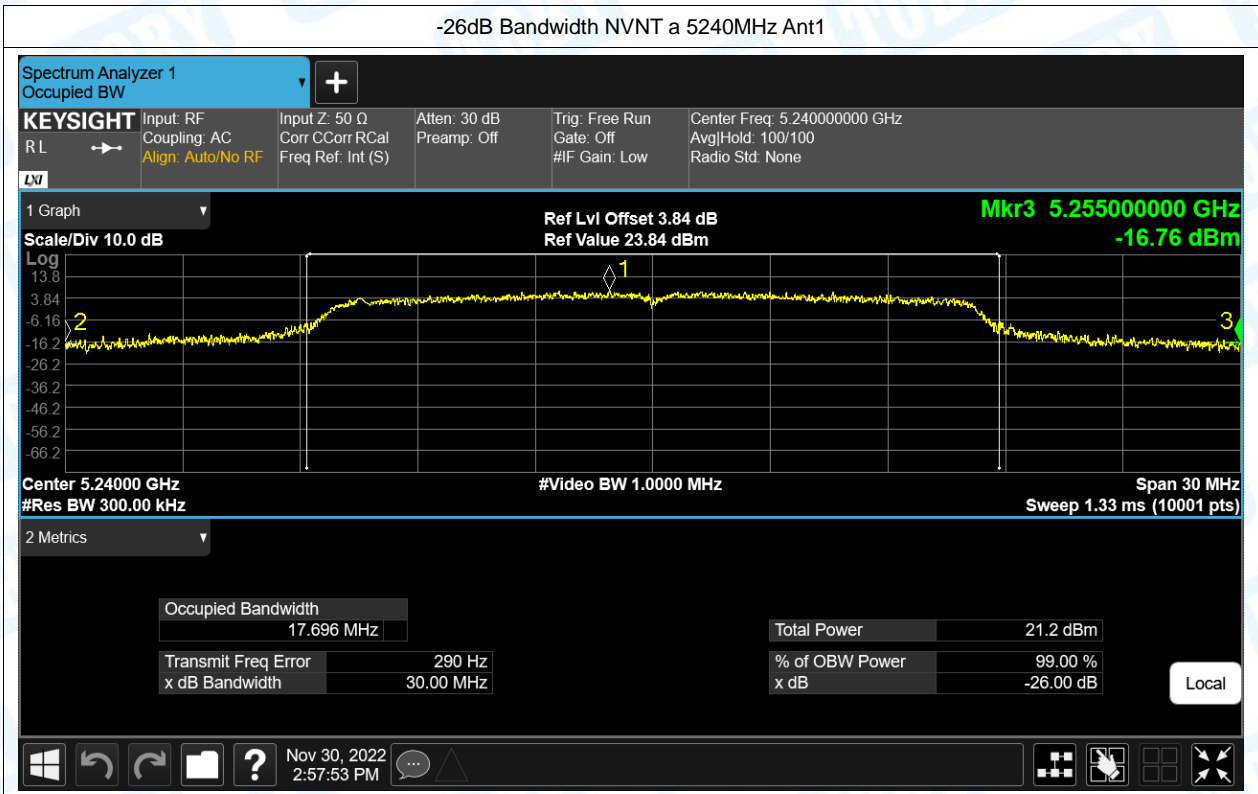 -26dB Bandwidth NVNT a 5240MHz Ant1
Spectrum Analyzer 1
Occupied BW
KEYSIGHT
R L
LXI
Input: RF
Coupling: AC
Align: Auto/No RF
Input Z: 50 Ω
Corr CCorr RCal
Freq Ref: Int (S)
Atten: 30 dB
Preamp: Off
Trig: Free Run
Gate: Off
#IF Gain: Low
Center Freq: 5.240000000 GHz
Avg|Hold: 100/100
Radio Std: None
1 Graph
Scale/Div 10.0 dB
Ref Lvl Offset 3.84 dB
Ref Value 23.84 dBm
Mkr3 5.255000000 GHz
-16.76 dBm
Log
13.8
3.84
-6.16
-16.2
-26.2
-36.2
-46.2
-56.2
-66.2
1
2
3
Center 5.24000 GHz
#Video BW 1.0000 MHz
Span 30 MHz
#Res BW 300.00 kHz
Sweep 1.33 ms (10001 pts)
2 Metrics
Occupied Bandwidth
17.696 MHz
Total Power 21.2 dBm
Transmit Freq Error 290 Hz
% of OBW Power 99.00 %
x dB Bandwidth 30.00 MHz
x dB -26.00 dB
Local
?
Nov 30, 2022
2:57:53 PM